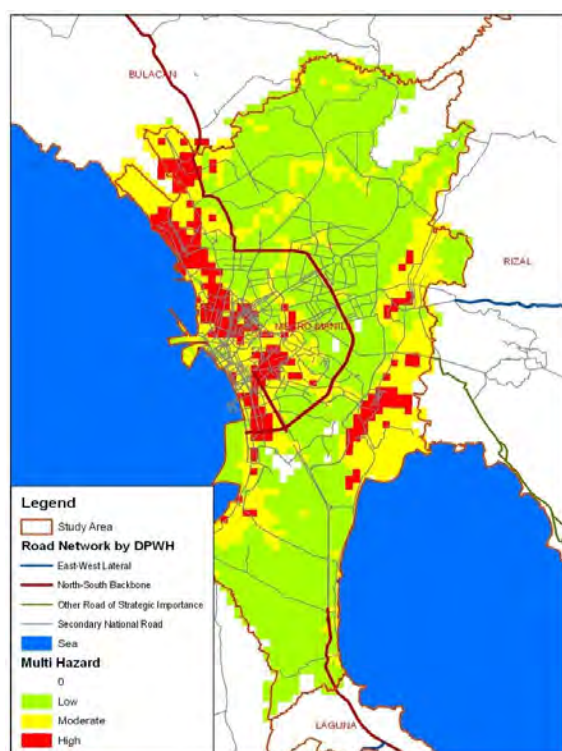 BULACAN
RIZAL
METRO MANILA
Legend
Study Area
Road Network by DPWH
East-West Lateral
North-South Backbone
Other Road of Strategic Importance
Secondary National Road
Sea
Multi Hazard
0
Low
Moderate
High
LAGUNA